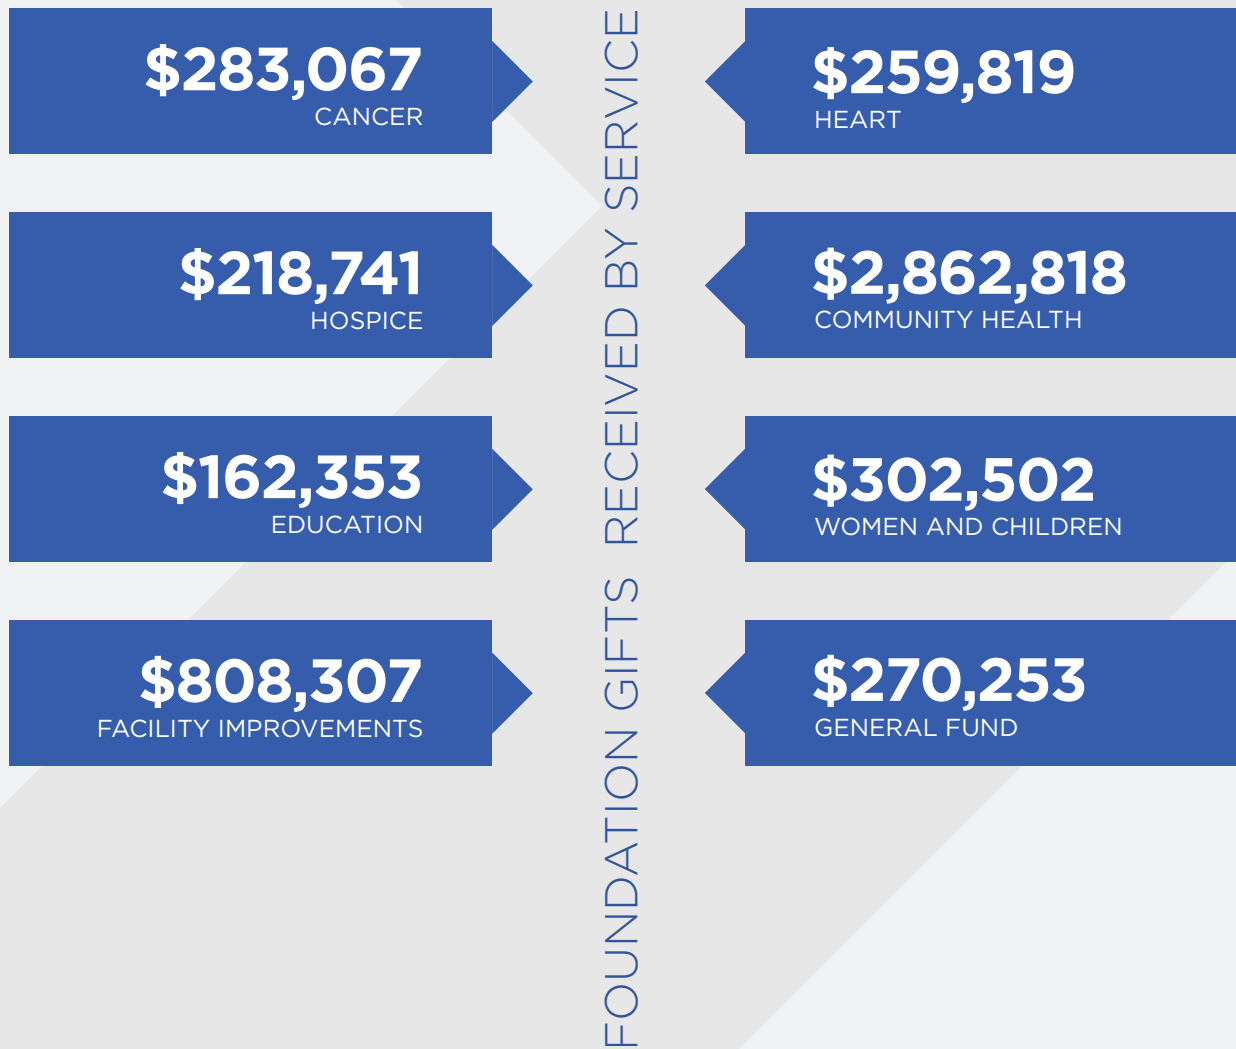 $283,067
CANCER
$218,741
HOSPICE
$162,353
EDUCATION
$808,307
FACILITY IMPROVEMENTS
FOUNDATION GIFTS RECEIVED BY SERVICE
$259,819
HEART
$2,862,818
COMMUNITY HEALTH
$302,502
WOMEN AND CHILDREN
$270,253
GENERAL FUND